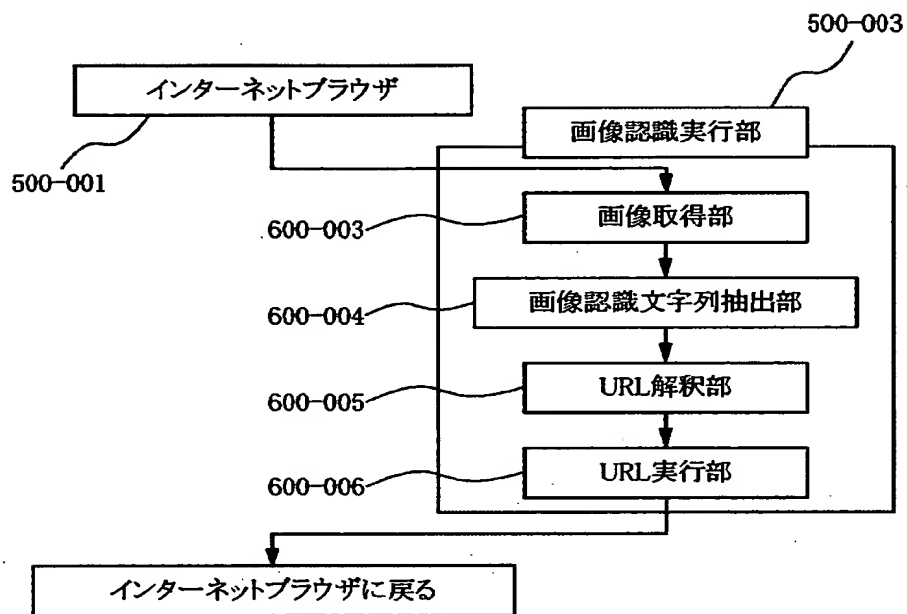 500-003
インターネットブラウザ
画像認識実行部
500-001
600-003
画像取得部
600-004
画像認識文字列抽出部
600-005
URL解釈部
600-006
URL実行部
インターネットブラウザに戻る